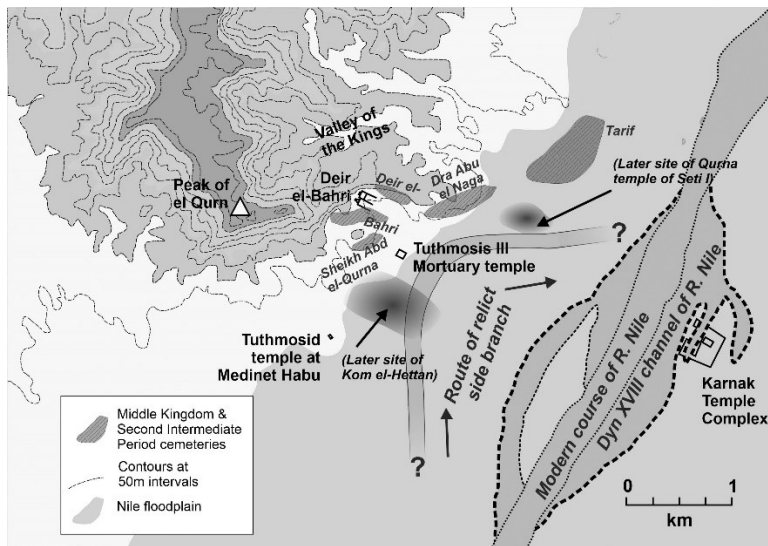 Valley of
the Kings
Peak of
el Qurn
Deir
el-Bahri
Deir el-
Bahri
Dra Abu
el Naga
Tarif
(Later site of Qurna
temple of Seti I)
Sheikh Abd
el-Qurna
Tuthmosis III
Mortuary temple
?
Tuthmosid
temple at
Medinet Habu
(Later site of
Kom el-Hettan)
Route of relict
side branch
?
Modern course of R. Nile
Dyn XVIII channel of R. Nile
Karnak
Temple
Complex
Middle Kingdom &
Second Intermediate
Period cemeteries
Contours at
50m intervals
Nile floodplain
0 1
km